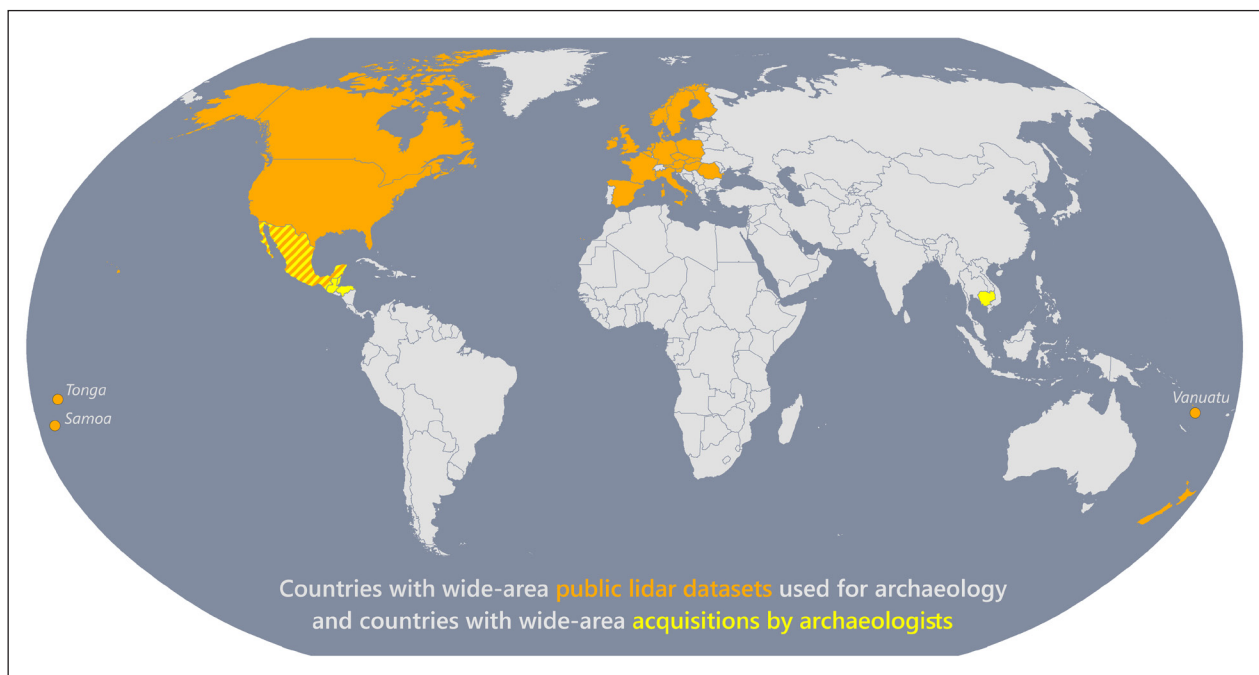 Tonga
Samoa
Vanuatu
Countries with wide-area public lidar datasets used for archaeology
and countries with wide-area acquisitions by archaeologists